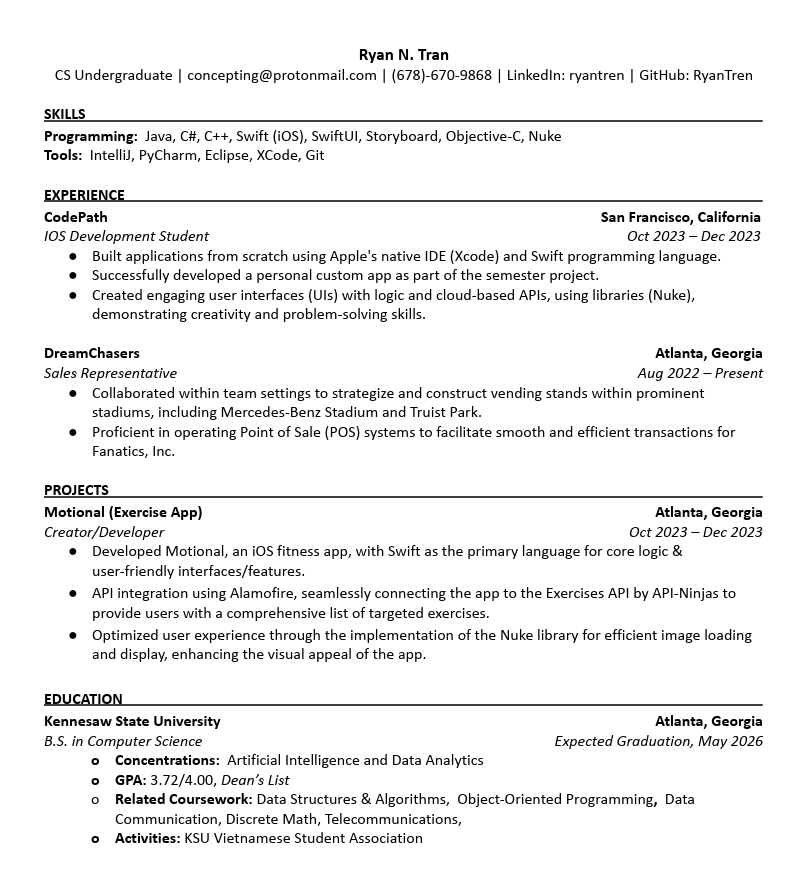 Ryan N. Tran
CS Undergraduate | concepting@protonmail.com | (678)-670-9868 | LinkedIn: ryantren | GitHub: RyanTren
SKILLS
Programming: Java, C#, C++, Swift (iOS), SwiftUI, Storyboard, Objective-C, Nuke
Tools: IntelliJ, PyCharm, Eclipse, XCode, Git
EXPERIENCE
CodePath San Francisco, California
IOS Development Student Oct 2023 – Dec 2023
● Built applications from scratch using Apple's native IDE (Xcode) and Swift programming language.
● Successfully developed a personal custom app as part of the semester project.
● Created engaging user interfaces (UIs) with logic and cloud-based APIs, using libraries (Nuke),
demonstrating creativity and problem-solving skills.
DreamChasers Atlanta, Georgia
Sales Representative Aug 2022 – Present
● Collaborated within team settings to strategize and construct vending stands within prominent
stadiums, including Mercedes-Benz Stadium and Truist Park.
● Proficient in operating Point of Sale (POS) systems to facilitate smooth and efficient transactions for
Fanatics, Inc.
PROJECTS
Motional (Exercise App) Atlanta, Georgia
Creator/Developer Oct 2023 – Dec 2023
● Developed Motional, an iOS fitness app, with Swift as the primary language for core logic &
user-friendly interfaces/features.
● API integration using Alamofire, seamlessly connecting the app to the Exercises API by API-Ninjas to
provide users with a comprehensive list of targeted exercises.
● Optimized user experience through the implementation of the Nuke library for efficient image loading
and display, enhancing the visual appeal of the app.
EDUCATION
Kennesaw State University Atlanta, Georgia
B.S. in Computer Science Expected Graduation, May 2026
o Concentrations: Artificial Intelligence and Data Analytics
o GPA: 3.72/4.00, Dean’s List
o Related Coursework: Data Structures & Algorithms, Object-Oriented Programming, Data
Communication, Discrete Math, Telecommunications,
o Activities: KSU Vietnamese Student Association